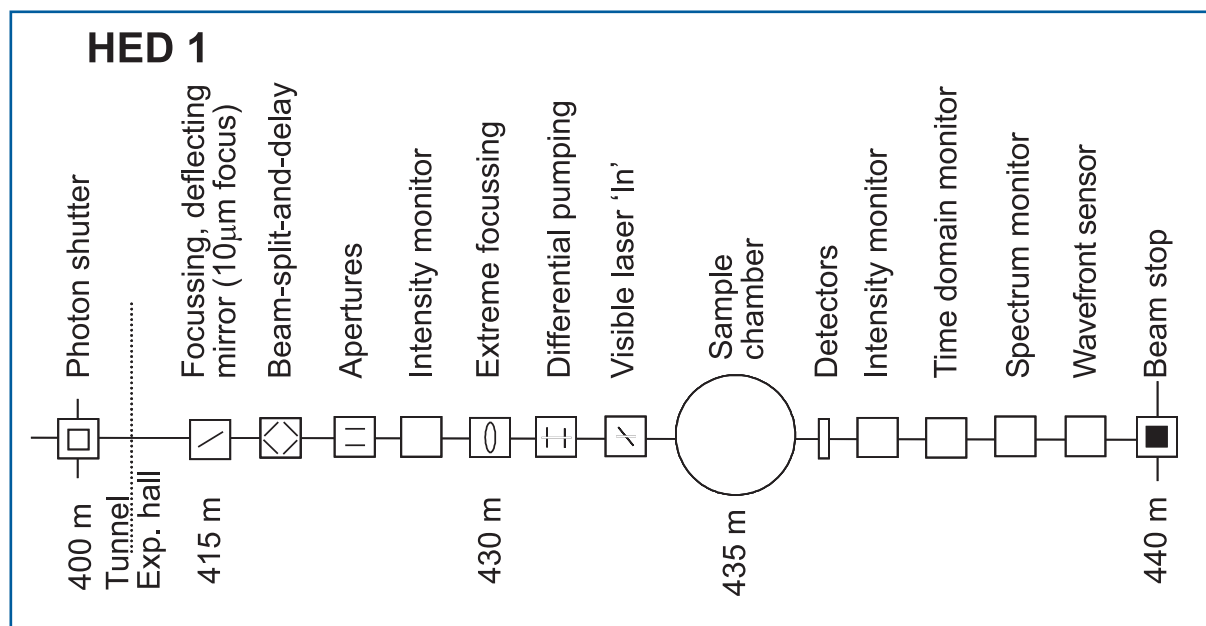 HED 1
Photon shutter
Focussing, deflecting
mirror (10µm focus)
Beam-split-and-delay
Apertures
Intensity monitor
Extreme focussing
Differential pumping
Visible laser ‘In’
Sample
chamber
Detectors
Intensity monitor
Time domain monitor
Spectrum monitor
Wavefront sensor
Beam stop
400 m
Tunnel
Exp. hall
415 m
430 m
435 m
440 m